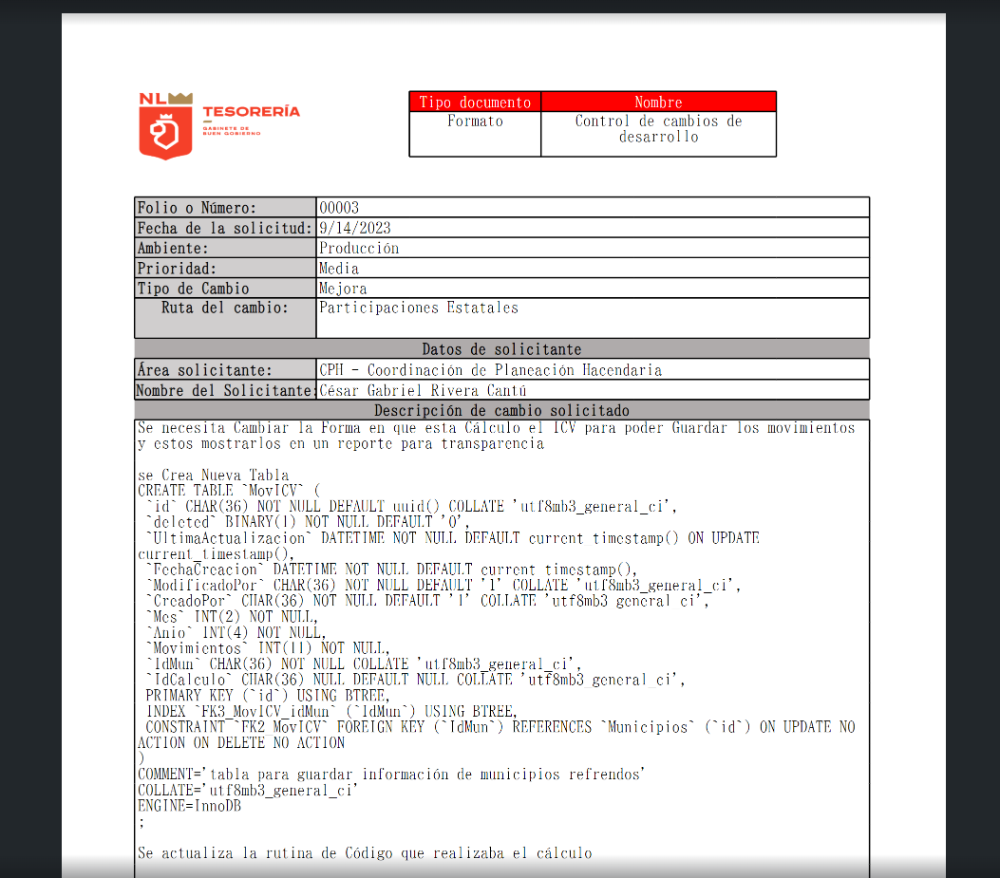 NL
TESORERÍA
GABINETE DE
BUEN GOBIERNO
Tipo documento Nombre
Formato Control de cambios de
desarrollo
Folio o Número: 00003
Fecha de la solicitud: 9/14/2023
Ambiente: Producción
Prioridad: Media
Tipo de Cambio Mejora
Ruta del cambio: Participaciones Estatales
Datos de solicitante
Área solicitante: CPH - Coordinación de Planeación Hacendaria
Nombre del Solicitante: César Gabriel Rivera Cantú
Descripción de cambio solicitado
Se necesita Cambiar la Forma en que esta Cálculo el ICV para poder Guardar los movimientos
y estos mostrarlos en un reporte para transparencia
se Crea Nueva Tabla
CREATE TABLE `MovICV` (
`id` CHAR(36) NOT NULL DEFAULT uuid() COLLATE 'utf8mb3_general_ci',
`deleted` BINARY(1) NOT NULL DEFAULT '0',
`UltimaActualizacion` DATETIME NOT NULL DEFAULT current_timestamp() ON UPDATE
current_timestamp(),
`FechaCreacion` DATETIME NOT NULL DEFAULT current_timestamp(),
`ModificadoPor` CHAR(36) NOT NULL DEFAULT '1' COLLATE 'utf8mb3_general_ci',
`CreadoPor` CHAR(36) NOT NULL DEFAULT '1' COLLATE 'utf8mb3_general_ci',
`Mes` INT(2) NOT NULL,
`Anio` INT(4) NOT NULL,
`Movimientos` INT(11) NOT NULL,
`IdMun` CHAR(36) NOT NULL COLLATE 'utf8mb3_general_ci',
`IdCalculo` CHAR(36) NULL DEFAULT NULL COLLATE 'utf8mb3_general_ci',
PRIMARY KEY (`id`) USING BTREE,
INDEX `FK3_MovICV_idMun` (`IdMun`) USING BTREE,
CONSTRAINT `FK2_MovICV` FOREIGN KEY (`IdMun`) REFERENCES `Municipios` (`id`) ON UPDATE NO
ACTION ON DELETE NO ACTION
)
COMMENT='tabla para guardar información de municipios refrendos'
COLLATE='utf8mb3_general_ci'
ENGINE=InnoDB
;
Se actualiza la rutina de Código que realizaba el cálculo